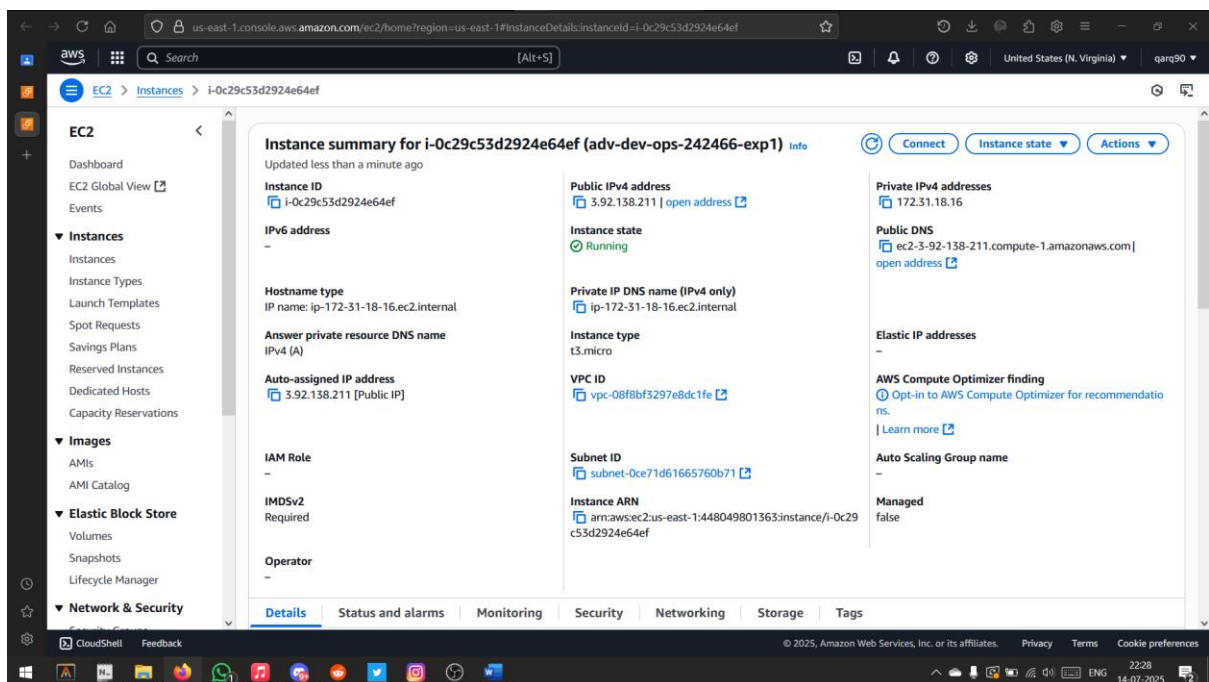 us-east-1.console.aws.amazon.com/ec2/home?region=us-east-1#InstanceDetails:instanceId=i-0c29c53d2924e64ef
aws
Search
[Alt+S]
United States (N. Virginia)
qarq90
EC2 > Instances > i-0c29c53d2924e64ef
EC2
Dashboard
EC2 Global View
Events
Instances
Instances
Instance Types
Launch Templates
Spot Requests
Savings Plans
Reserved Instances
Dedicated Hosts
Capacity Reservations
Images
AMIs
AMI Catalog
Elastic Block Store
Volumes
Snapshots
Lifecycle Manager
Network & Security
Instance summary for i-0c29c53d2924e64ef (adv-dev-ops-242466-exp1) Info
Connect
Instance state
Actions
Updated less than a minute ago
Instance ID
i-0c29c53d2924e64ef
Public IPv4 address
3.92.138.211 | open address
Private IPv4 addresses
172.31.18.16
IPv6 address
–
Instance state
Running
Public DNS
ec2-3-92-138-211.compute-1.amazonaws.com |
open address
Hostname type
IP name: ip-172-31-18-16.ec2.internal
Private IP DNS name (IPv4 only)
ip-172-31-18-16.ec2.internal
Answer private resource DNS name
IPv4 (A)
Instance type
t3.micro
Elastic IP addresses
–
Auto-assigned IP address
3.92.138.211 [Public IP]
VPC ID
vpc-08f8bf3297e8dc1fe
AWS Compute Optimizer finding
Opt-in to AWS Compute Optimizer for recommendatio
ns.
| Learn more
IAM Role
–
Subnet ID
subnet-0ce71d61665760b71
Auto Scaling Group name
–
IMDSv2
Required
Instance ARN
arn:aws:ec2:us-east-1:448049801363:instance/i-0c29
c53d2924e64ef
Managed
false
Operator
–
Details
Status and alarms
Monitoring
Security
Networking
Storage
Tags
CloudShell
Feedback
© 2025, Amazon Web Services, Inc. or its affiliates.
Privacy
Terms
Cookie preferences
ENG
22:28
14-07-2025